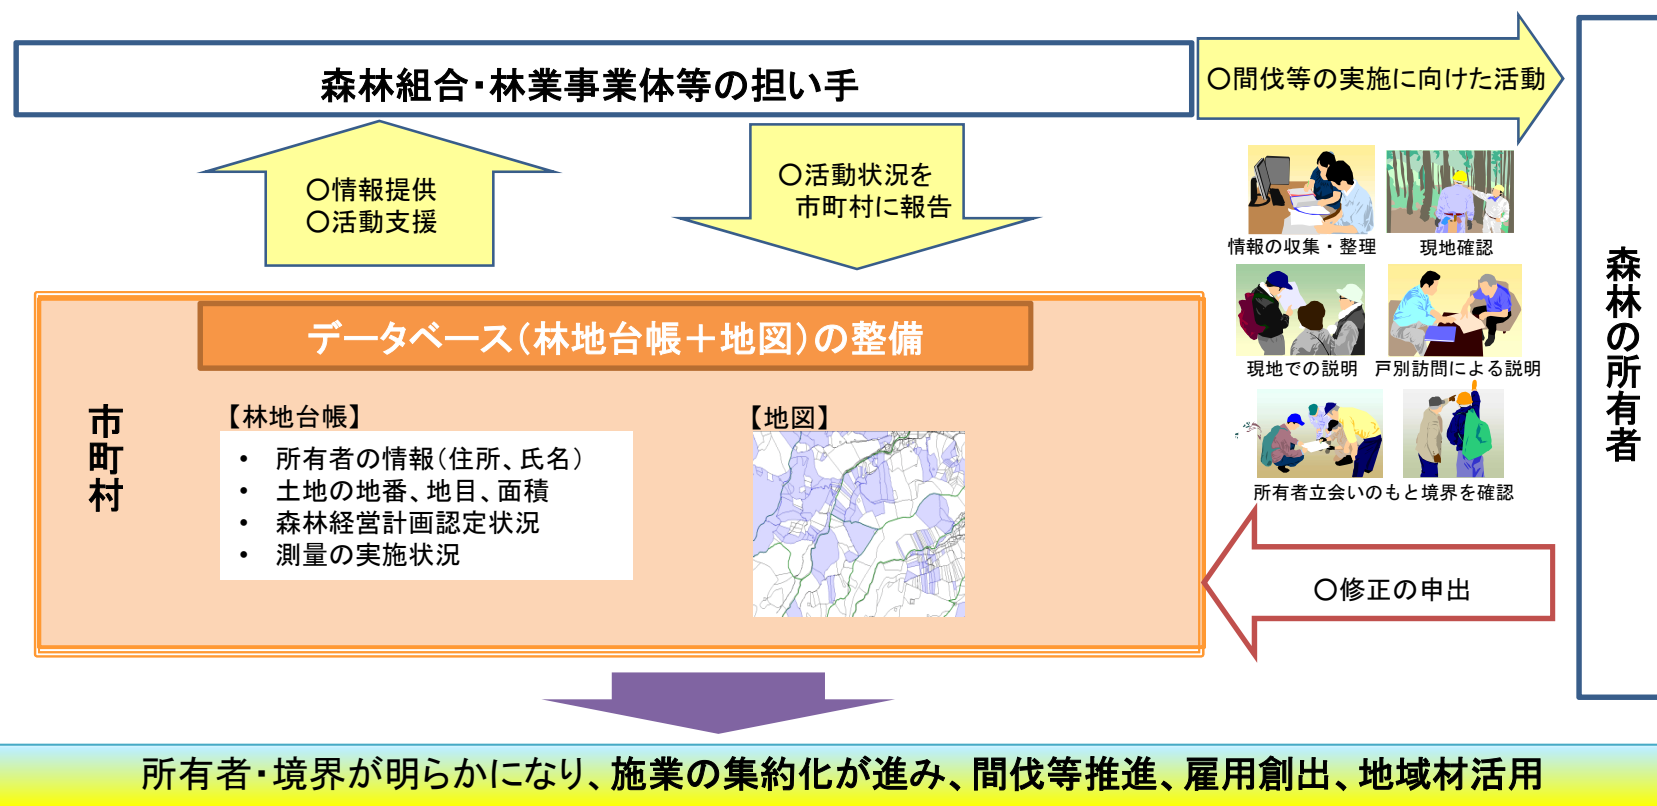 森林組合・林業事業体等の担い手
○間伐等の実施に向けた活動
○情報提供
○活動支援
○活動状況を
市町村に報告
情報の収集・整理
現地確認
現地での説明
戸別訪問による説明
所有者立会いのもと境界を確認
森林の所有者
データベース（林地台帳＋地図）の整備
市町村
【林地台帳】
• 所有者の情報（住所、氏名）
• 土地の地番、地目、面積
• 森林経営計画認定状況
• 測量の実施状況
【地図】
○修正の申出
所有者・境界が明らかになり、施業の集約化が進み、間伐等推進、雇用創出、地域材活用